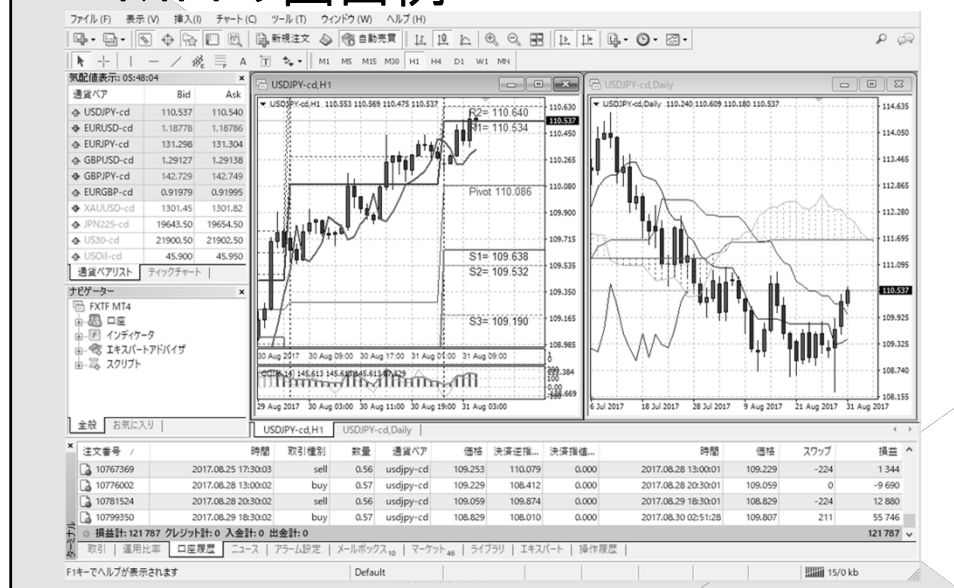 ファイル(F) 表示(V) 挿入(I) チャート(C) ツール(T) ウィンドウ(W) ヘルプ(H)
新規注文 自動売買
A T M1 M5 M15 M30 H1 H4 D1 W1 MN
気配値表示: 05:48:04
通貨ペア Bid Ask
USDJPY-cd 110.537 110.540
EURUSD-cd 1.18778 1.18786
EURJPY-cd 131.298 131.304
GBPUSD-cd 1.29127 1.29138
GBPJPY-cd 142.729 142.749
EURGBP-cd 0.91979 0.91995
XAUUSD-cd 1301.45 1301.82
JPN225-cd 19643.50 19654.50
US30-cd 21900.50 21902.50
USOil-cd 45.900 45.950
通貨ペアリスト ティックチャート
ナビゲーター
FXTF MT4
口座
インディケータ
エキスパートアドバイザ
スクリプト
全般 お気に入り
USDJPY-cd,H1
USDJPY-cd,H1 110.553 110.569 110.475 110.537
R2= 110.640
R1= 110.534
Pivot 110.086
S1= 109.638
S2= 109.532
S3= 109.190
110.630
110.537
110.450
110.265
110.080
109.900
109.715
109.535
109.350
109.165
108.985
30 Aug 2017 30 Aug 09:00 30 Aug 17:00 31 Aug 01:00 31 Aug 09:00
29 Aug 2017 30 Aug 03:00 30 Aug 11:00 30 Aug 19:00 31 Aug 03:00
USDJPY-cd,Daily
USDJPY-cd,Daily 110.240 110.609 110.180 110.537
114.635
114.050
113.465
112.865
112.280
111.695
111.095
110.537
109.925
109.325
108.740
108.155
6 Jul 2017 18 Jul 2017 28 Jul 2017 9 Aug 2017 21 Aug 2017 31 Aug 2017
USDJPY-cd,H1 USDJPY-cd,Daily
注文番号 時間 取引種別 数量 通貨ペア 価格 決済逆指... 決済指値... 時間 価格 スワップ 損益
10767369 2017.08.25 17:30:03 sell 0.56 usdjpy-cd 109.253 110.079 0.000 2017.08.28 13:00:01 109.229 -224 1 344
10776002 2017.08.28 13:00:02 buy 0.57 usdjpy-cd 109.229 108.412 0.000 2017.08.28 20:30:01 109.059 0 -9 690
10781524 2017.08.28 20:30:02 sell 0.56 usdjpy-cd 109.059 109.874 0.000 2017.08.29 18:30:01 108.829 -224 12 880
10799350 2017.08.29 18:30:02 buy 0.57 usdjpy-cd 108.829 108.010 0.000 2017.08.30 02:51:28 109.807 211 55 746
損益計: 121 787 クレジット計: 0 入金計: 0 出金計: 0 121 787
ターミナル
取引 運用比率 口座履歴 ニュース アラーム設定 メールボックス10 マーケット46 ライブラリ エキスパート 操作履歴
F1キーでヘルプが表示されます Default 15/0 kb